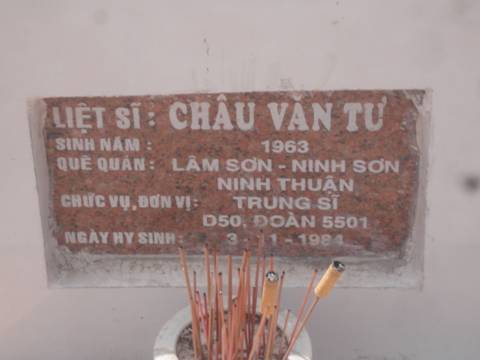 LIỆT SĨ : CHÂU VĂN TƯ
SINH NĂM : 1963
QUÊ QUÁN : LÂM SƠN - NINH SƠN
NINH THUẬN
CHỨC VỤ, ĐƠN VỊ : TRUNG SĨ
D50, ĐOÀN 5501
NGÀY HY SINH : 1 - 1984